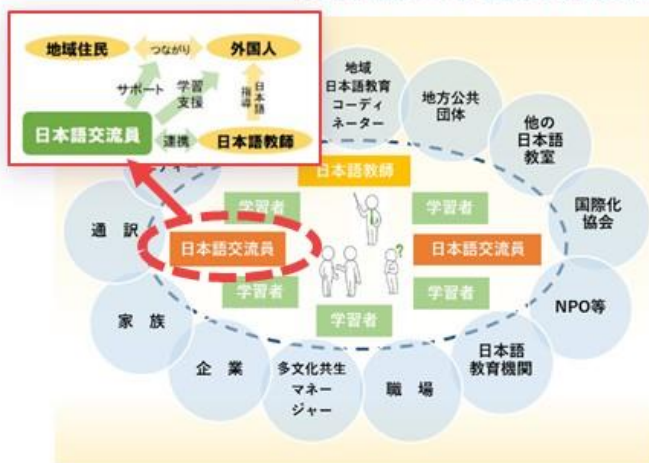 地域住民
つながり
外国人
サポート
学習
支援
日本語
指導
日本語交流員
連携
日本語教師
地域
日本語教育
コーディ
ネーター
地方公共
団体
他の
日本語
教室
国際化
協会
NPO等
日本語
教育機関
職 場
多文化共生
マネー
ジャー
企 業
家 族
通 訳
日本語教師
学習者
学習者
日本語交流員
日本語交流員
学習者
学習者
学習者
?